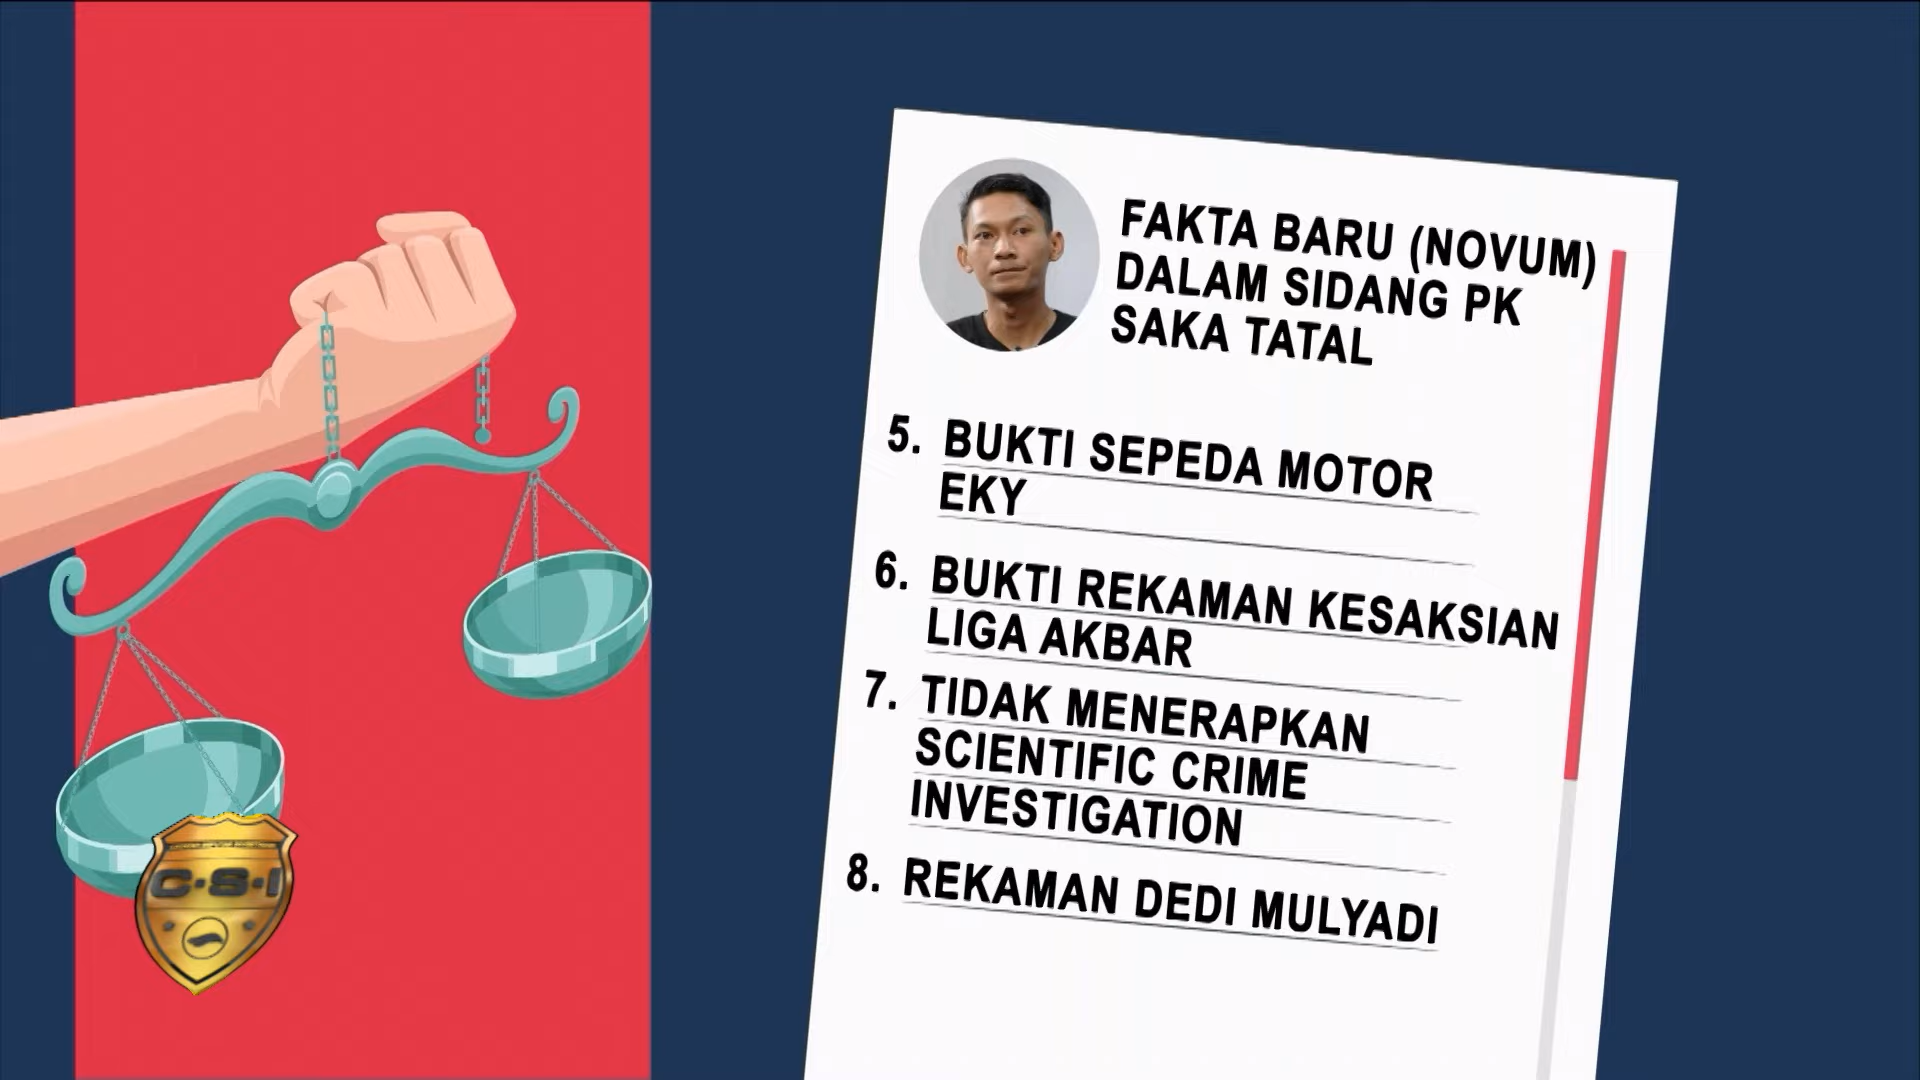 FAKTA BARU (NOVUM)
DALAM SIDANG PK
SAKA TATAL
5. BUKTI SEPEDA MOTOR
EKY
6. BUKTI REKAMAN KESAKSIAN
LIGA AKBAR
7. TIDAK MENERAPKAN
SCIENTIFIC CRIME
INVESTIGATION
8. REKAMAN DEDI MULYADI
C·S·I